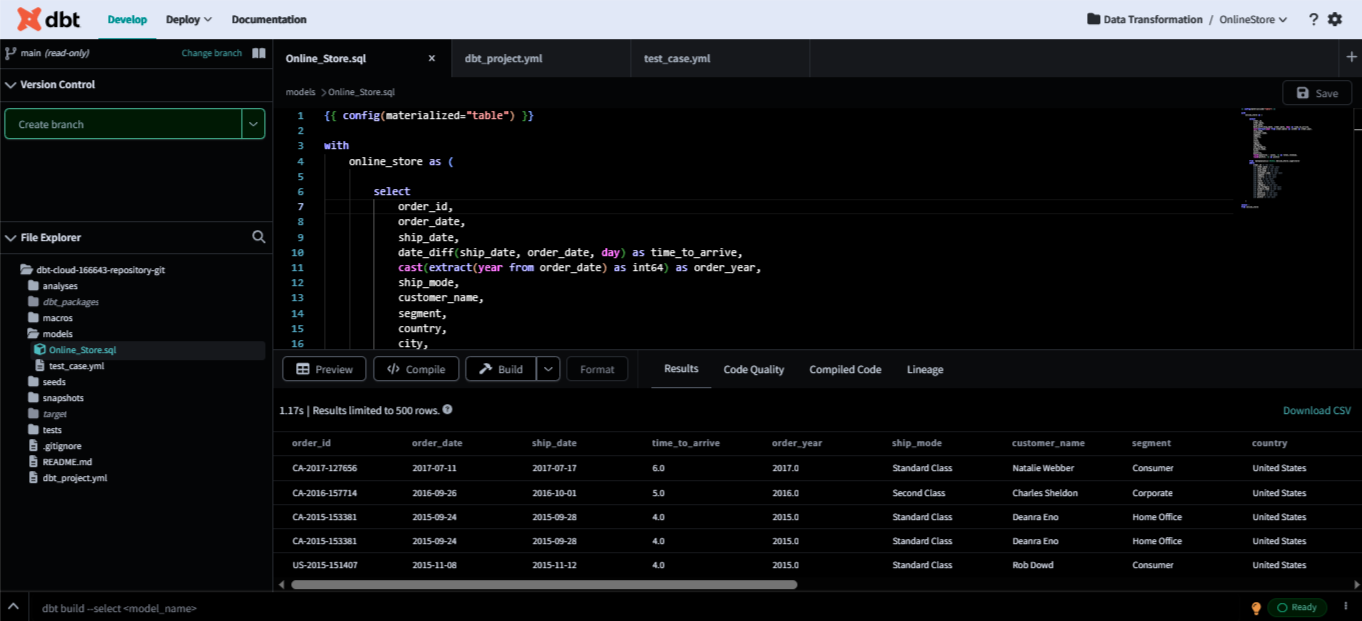 dbt Develop Deploy Documentation Data Transformation / OnlineStore ?
main (read-only) Change branch
Version Control
Create branch
File Explorer
dbt-cloud-166643-repository-git
analyses
dbt_packages
macros
models
Online_Store.sql
test_case.yml
seeds
snapshots
target
tests
.gitignore
README.md
dbt_project.yml
Online_Store.sql x dbt_project.yml test_case.yml +
models > Online_Store.sql Save
1 {{ config(materialized="table") }}
2
3 with
4 online_store as (
5
6 select
7 order_id,
8 order_date,
9 ship_date,
10 date_diff(ship_date, order_date, day) as time_to_arrive,
11 cast(extract(year from order_date) as int64) as order_year,
12 ship_mode,
13 customer_name,
14 segment,
15 country,
16 city,
Preview </> Compile Build Format Results Code Quality Compiled Code Lineage
1.17s | Results limited to 500 rows. ? Download CSV
order_id order_date ship_date time_to_arrive order_year ship_mode customer_name segment country
CA-2017-127656 2017-07-11 2017-07-17 6.0 2017.0 Standard Class Natalie Webber Consumer United States
CA-2016-157714 2016-09-26 2016-10-01 5.0 2016.0 Second Class Charles Sheldon Corporate United States
CA-2015-153381 2015-09-24 2015-09-28 4.0 2015.0 Standard Class Deanra Eno Home Office United States
CA-2015-153381 2015-09-24 2015-09-28 4.0 2015.0 Standard Class Deanra Eno Home Office United States
US-2015-151407 2015-11-08 2015-11-12 4.0 2015.0 Standard Class Rob Dowd Consumer United States
dbt build --select <model_name> Ready